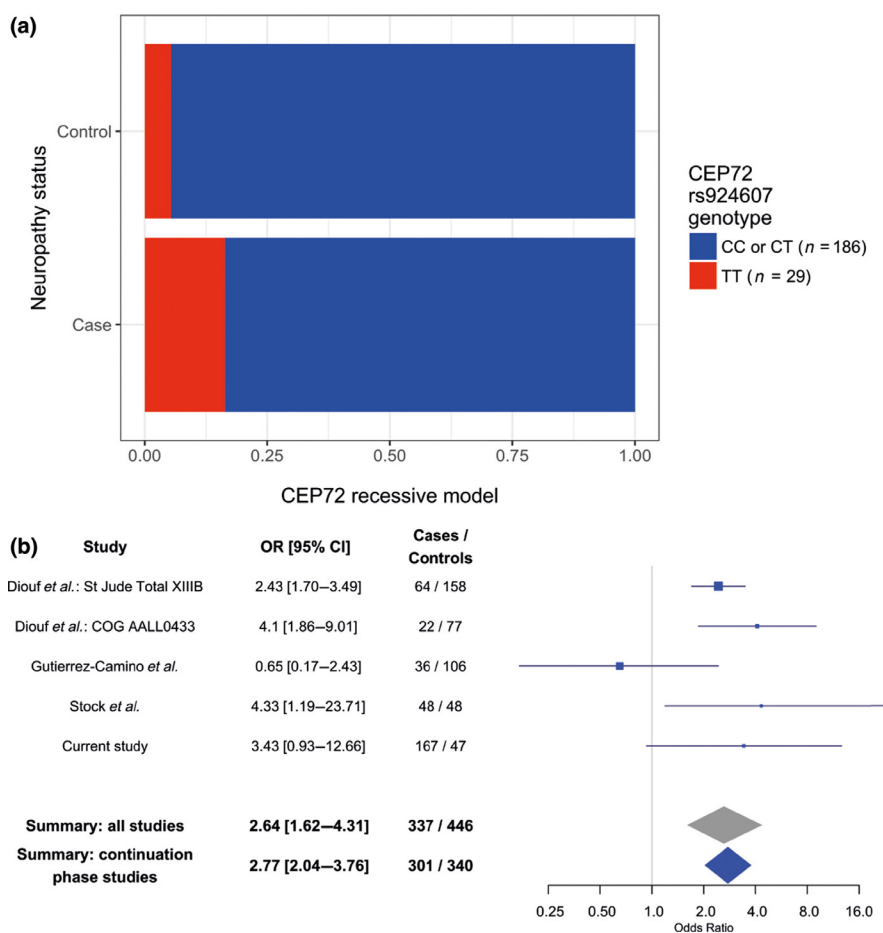 (a)
Neuropathy status
Control
Case
0.00 0.25 0.50 0.75 1.00
CEP72 recessive model
CEP72
rs924607
genotype
CC or CT (n = 186)
TT (n = 29)
(b)
Study OR [95% CI] Cases /
Controls
Diouf et al.: St Jude Total XIIIB 2.43 [1.70–3.49] 64 / 158
Diouf et al.: COG AALL0433 4.1 [1.86–9.01] 22 / 77
Gutierrez-Camino et al. 0.65 [0.17–2.43] 36 / 106
Stock et al. 4.33 [1.19–23.71] 48 / 48
Current study 3.43 [0.93–12.66] 167 / 47
Summary: all studies 2.64 [1.62–4.31] 337 / 446
Summary: continuation
phase studies 2.77 [2.04–3.76] 301 / 340
0.25 0.50 1.0 2.0 4.0 8.0 16.0
Odds Ratio